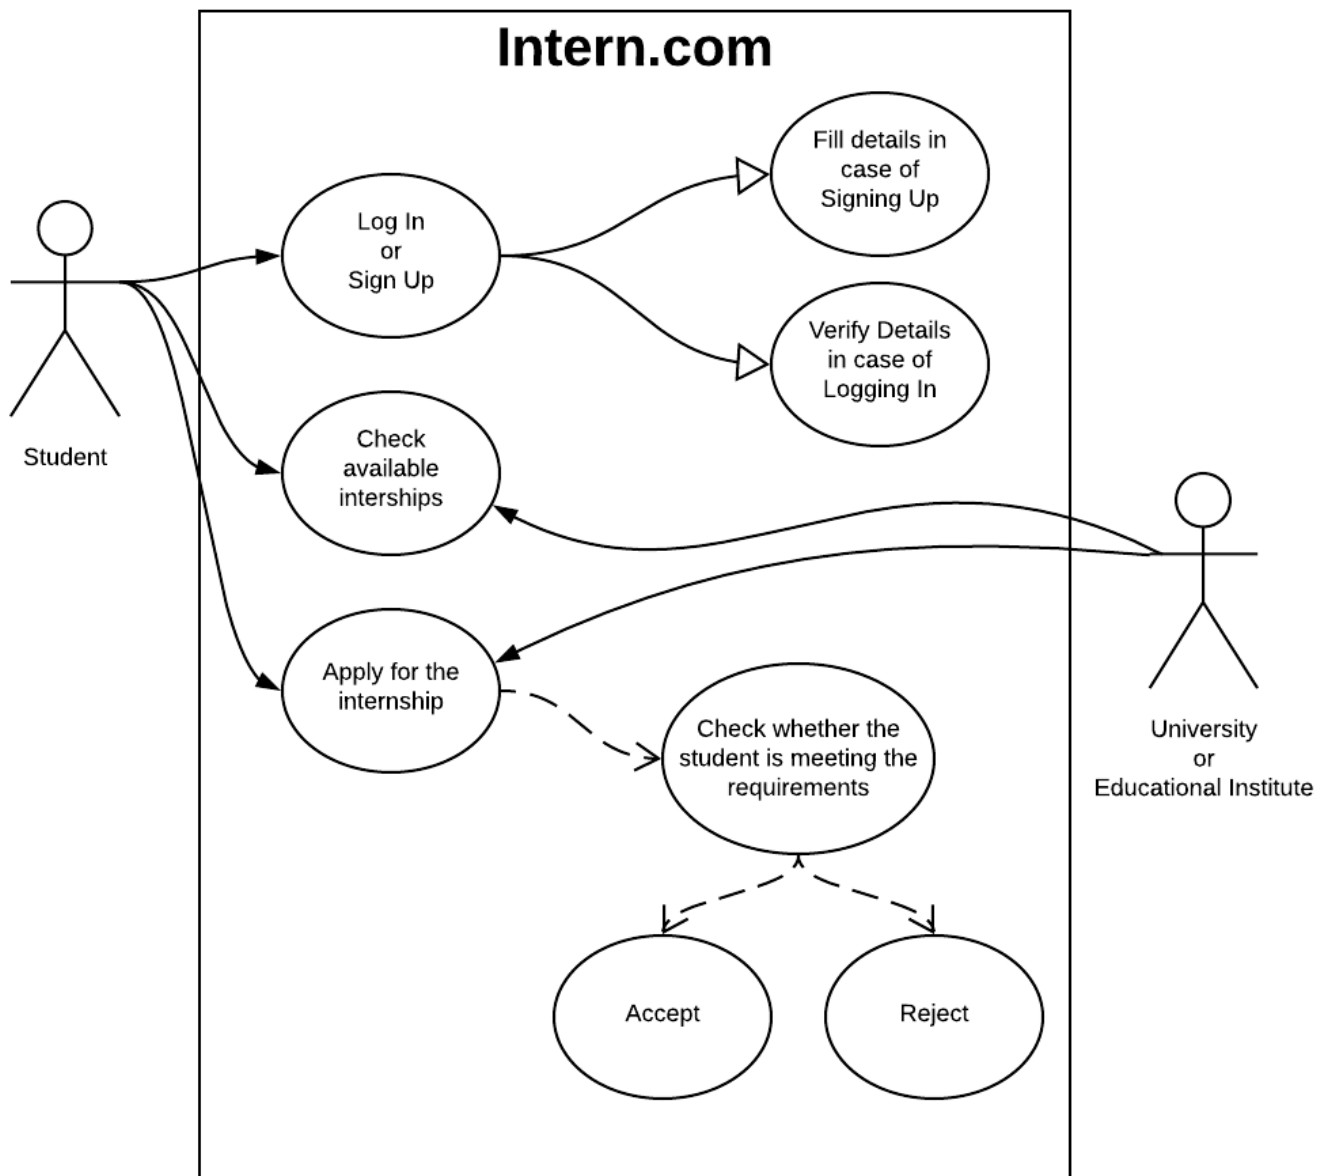 Intern.com
Fill details in
case of
Signing Up
Log In
or
Sign Up
Verify Details
in case of
Logging In
Student
Check
available
interships
Apply for the
internship
Check whether the
student is meeting the
requirements
University
or
Educational Institute
Accept
Reject